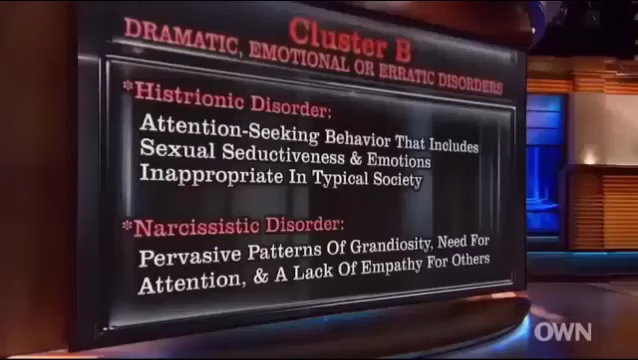 Cluster B
DRAMATIC, EMOTIONAL OR ERRATIC DISORDERS
*Histrionic Disorder:
Attention-Seeking Behavior That Includes
Sexual Seductiveness & Emotions
Inappropriate In Typical Society
*Narcissistic Disorder:
Pervasive Patterns Of Grandiosity, Need For
Attention, & A Lack Of Empathy For Others
OWN